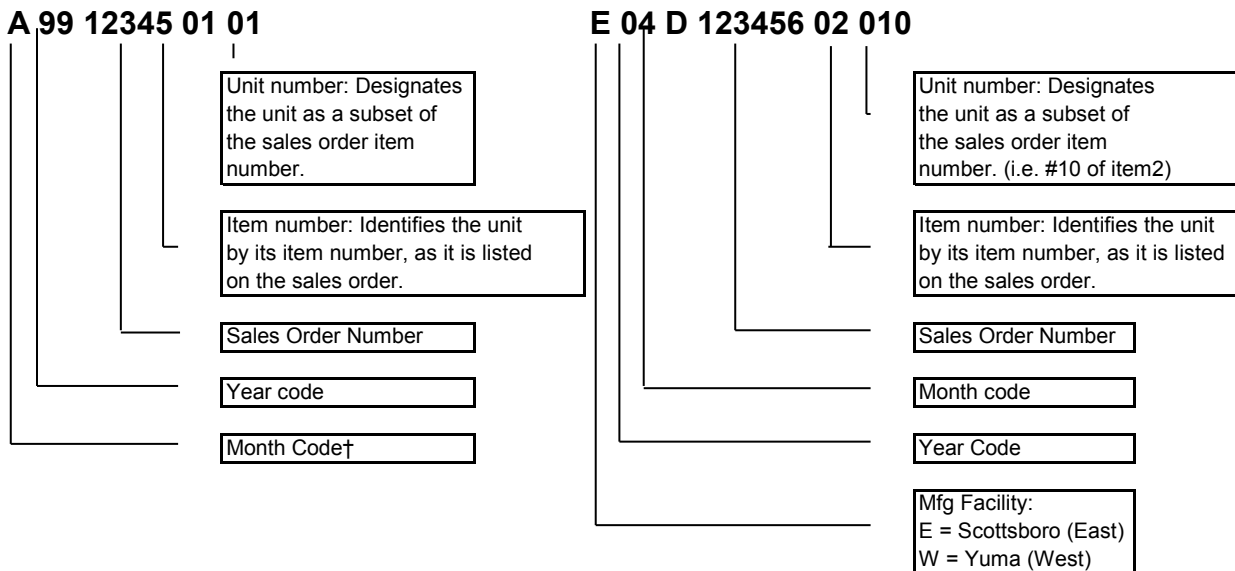 A 99 12345 01 01
Unit number: Designates
the unit as a subset of
the sales order item
number.
Item number: Identifies the unit
by its item number, as it is listed
on the sales order.
Sales Order Number
Year code
Month Code†
E 04 D 123456 02 010
Unit number: Designates
the unit as a subset of
the sales order item
number. (i.e. #10 of item2)
Item number: Identifies the unit
by its item number, as it is listed
on the sales order.
Sales Order Number
Month code
Year Code
Mfg Facility:
E = Scottsboro (East)
W = Yuma (West)